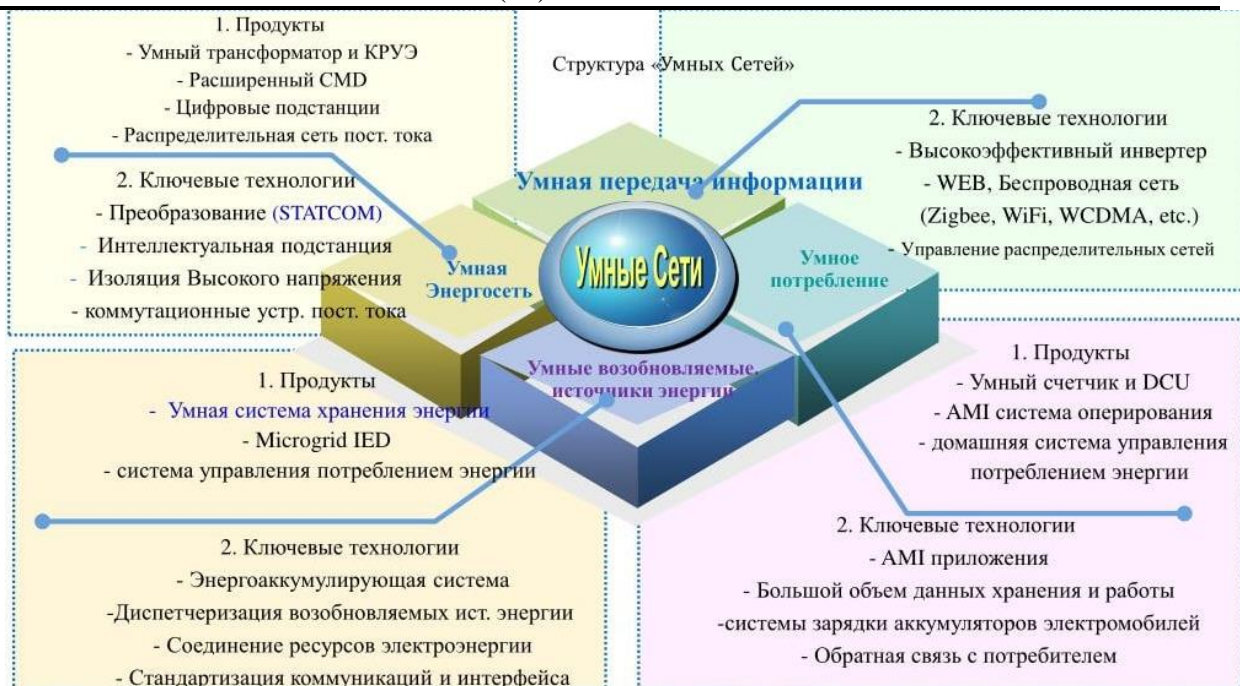 1. Продукты
- Умный трансформатор и КРУЭ
- Расширенный CMD
- Цифровые подстанции
- Распределительная сеть пост. тока
2. Ключевые технологии
- Преобразование (STATCOM)
- Интеллектуальная подстанция
- Изоляция Высокого напряжения
- коммутационные устр. пост. тока
Структура «Умных Сетей»
2. Ключевые технологии
- Высокоэффективный инвертер
- WEB, Беспроводная сеть
(Zigbee, WiFi, WCDMA, etc.)
- Управление распределительных сетей
Умная передача информации
Умная
Энергосеть
Умные Сети
Умное
потребление
Умные возобновляемые.
источники энергии
1. Продукты
- Умная система хранения энергии
- Microgrid IED
- система управления потреблением энергии
2. Ключевые технологии
- Энергоаккумулирующая система
-Диспетчеризация возобновляемых ист. энергии
- Соединение ресурсов электроэнергии
- Стандартизация коммуникаций и интерфейса
1. Продукты
- Умный счетчик и DCU
- AMI система оперирования
- домашняя система управления
потреблением энергии
2. Ключевые технологии
- AMI приложения
- Большой объем данных хранения и работы
-системы зарядки аккумуляторов электромобилей
- Обратная связь с потребителем